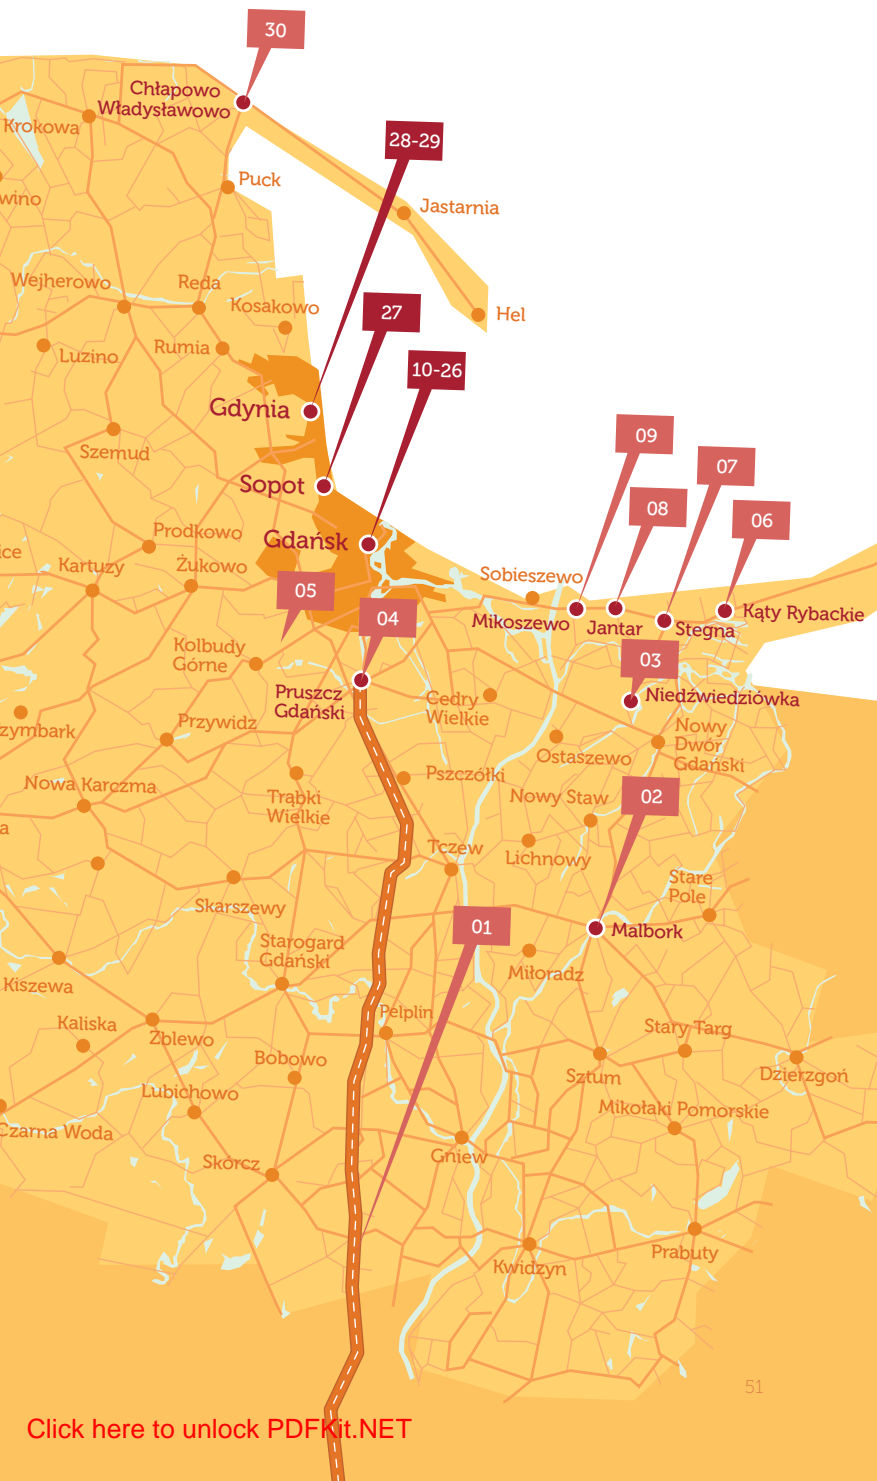 30
Chłapowo
Władysławowo
Krokowa
28-29
Puck
wino
Jastarnia
Wejherowo
Reda
Kosakowo
27
Hel
Luzino
Rumia
10-26
Gdynia
09
Szemud
07
Sopot
08
06
Prodkowo
Gdańsk
ice
Kartuzy
Żukowo
Sobieszewo
05
04
Mikoszewo
Jantar
Stegna
Kąty Rybackie
Kolbudy
Górne
03
Pruszcz
Gdański
Niedźwiedziówka
Cedry
Wielkie
zymbark
Przywidz
Nowy
Dwór
Gdański
Ostaszewo
Nowa Karczma
Pszczółki
Trąbki
Wielkie
Nowy Staw
02
a
Tczew
Lichnowy
Stare
Pole
Skarszewy
01
Malbork
Starogard
Gdański
Miłoradz
Kiszewa
Pelplin
Kaliska
Zblewo
Stary Targ
Bobowo
Sztum
Dzierzgoń
Lubichowo
Mikołaki Pomorskie
Czarna Woda
Gniew
Skórcz
Kwidzyn
Prabuty
51
Click here to unlock PDFKit.NET